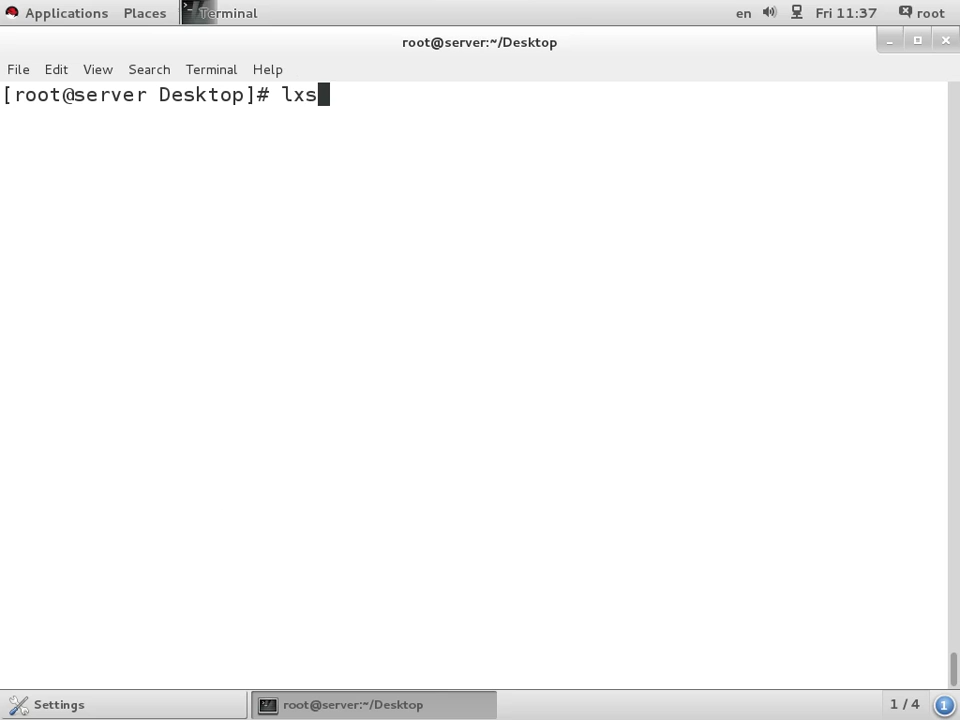 Applications Places Terminal en Fri 11:37 root
root@server:~/Desktop
File Edit View Search Terminal Help
[root@server Desktop]# lxs
Settings root@server:~/Desktop 1 / 4 1